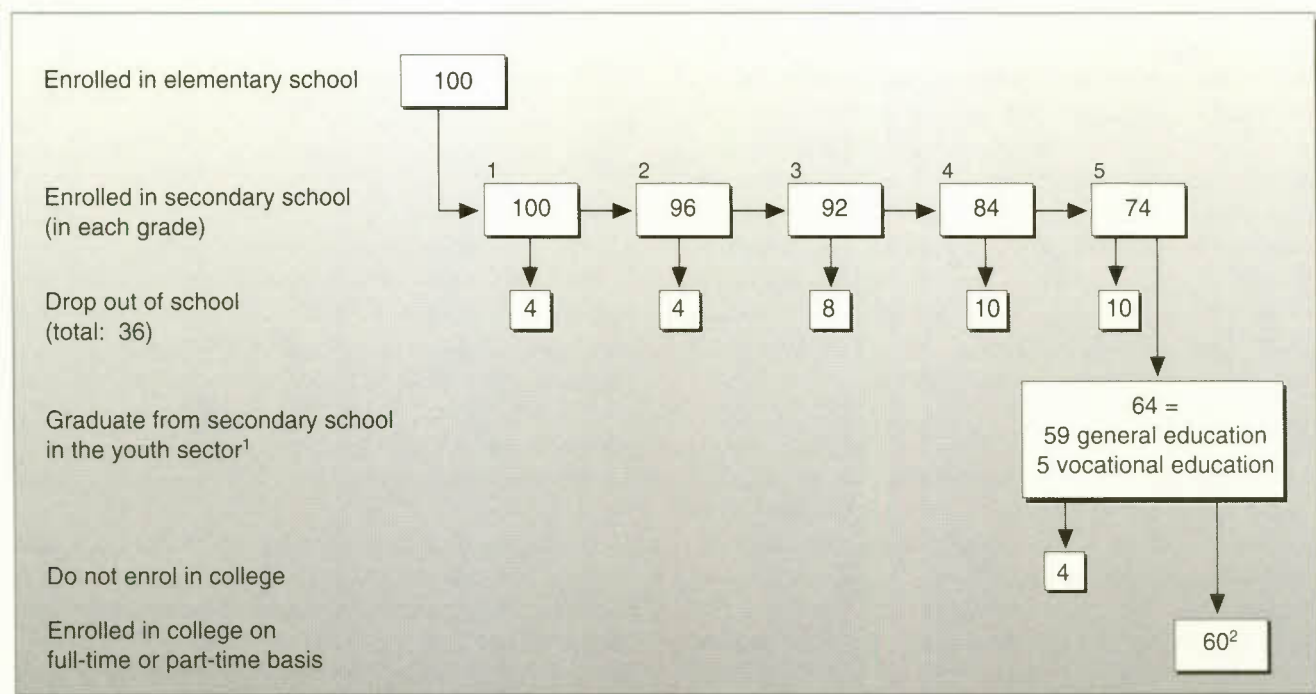 Enrolled in elementary school
100
1 2 3 4 5
Enrolled in secondary school
(in each grade)
100 96 92 84 74
Drop out of school
(total: 36)
4 4 8 10 10
Graduate from secondary school
in the youth sector¹
64 =
59 general education
5 vocational education
Do not enrol in college
4
Enrolled in college on
full-time or part-time basis
60²